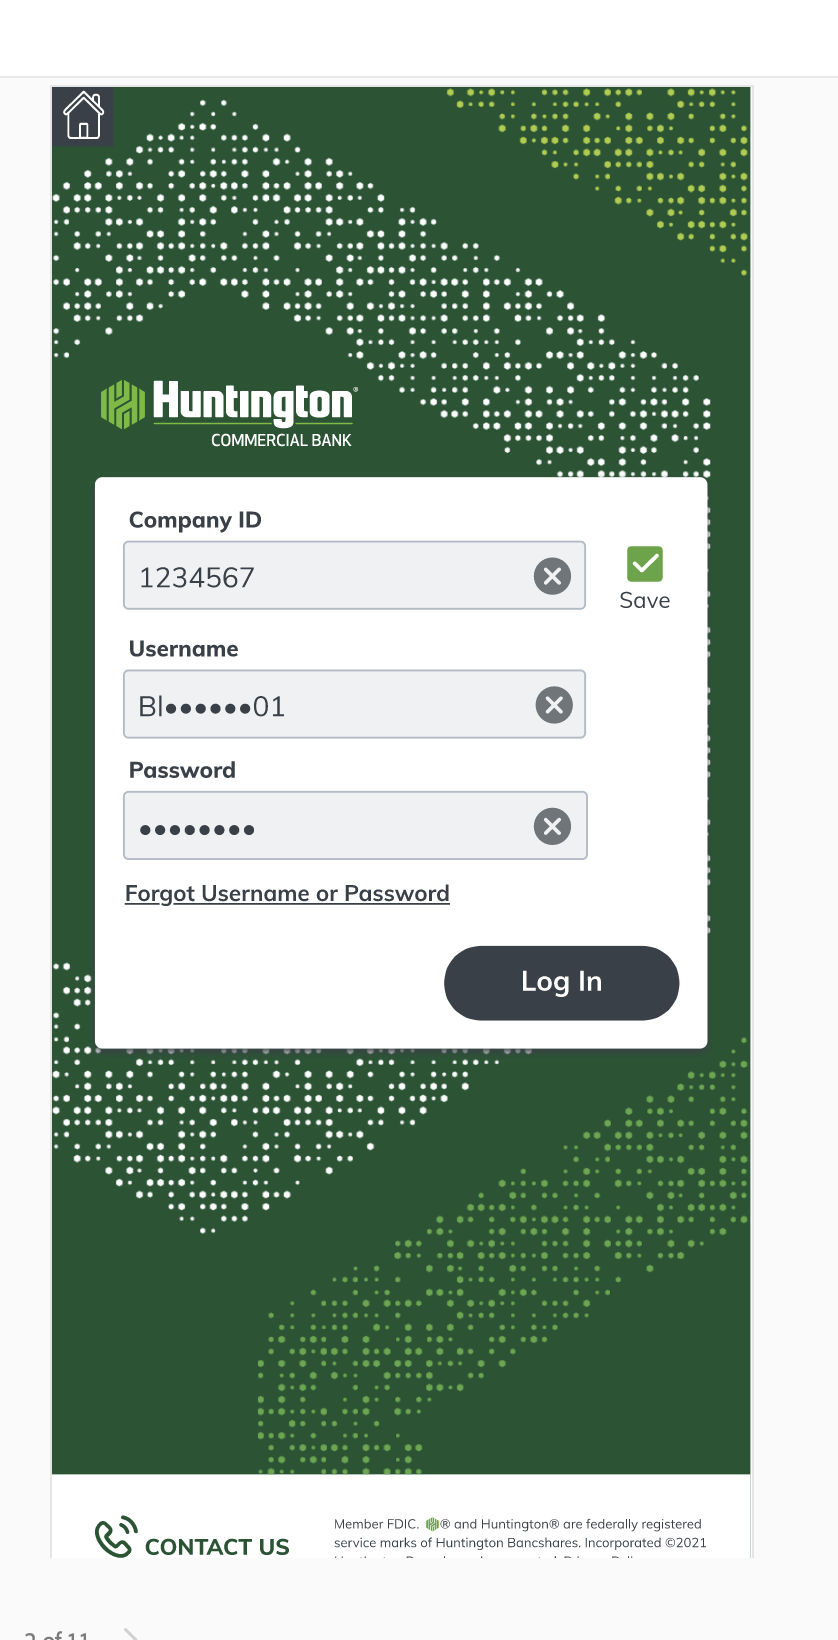 Huntington®
COMMERCIAL BANK
Company ID
1234567
Save
Username
Bl••••••01
Password
••••••••
Forgot Username or Password
Log In
CONTACT US
Member FDIC. ® and Huntington® are federally registered
service marks of Huntington Bancshares. Incorporated ©2021
2 of 11